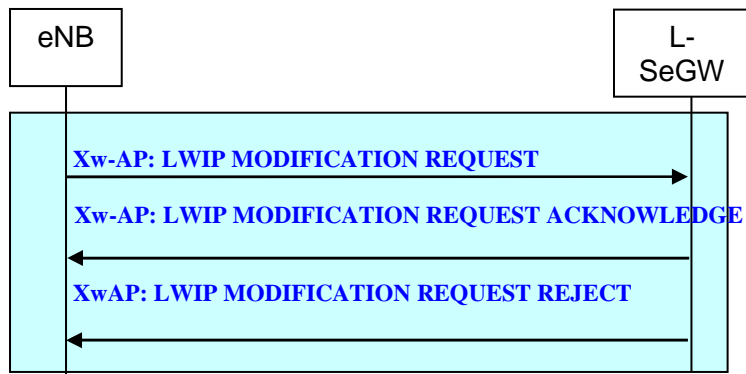 eNB
L-
SeGW
Xw-AP: LWIP MODIFICATION REQUEST
Xw-AP: LWIP MODIFICATION REQUEST ACKNOWLEDGE
XwAP: LWIP MODIFICATION REQUEST REJECT